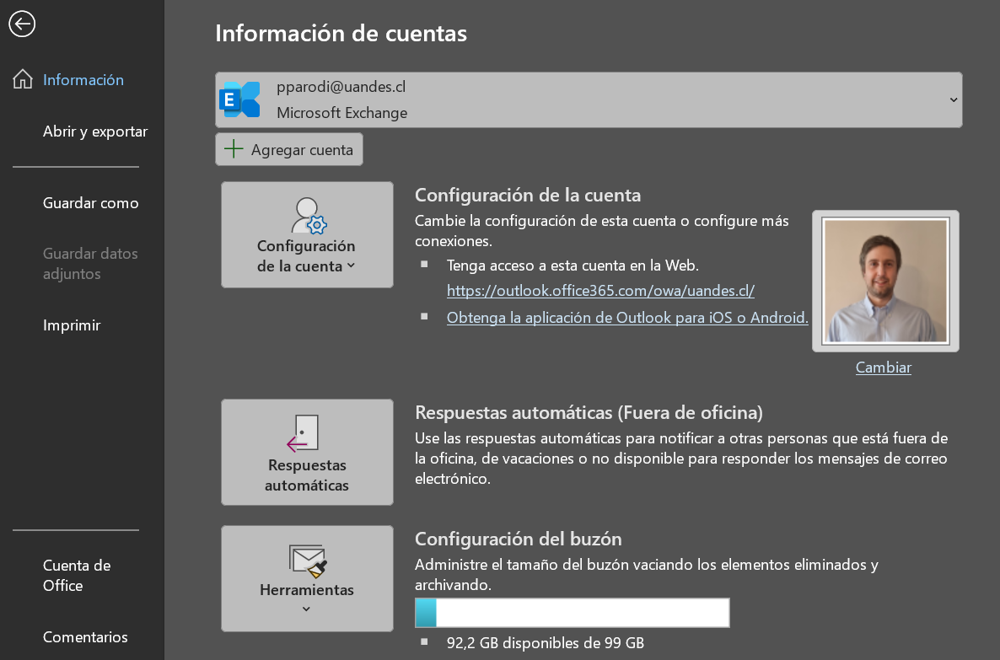 Información de cuentas
Información
Abrir y exportar
Guardar como
Guardar datos
adjuntos
Imprimir
Cuenta de
Office
Comentarios
E
pparodi@uandes.cl
Microsoft Exchange
Agregar cuenta
Configuración
de la cuenta
Configuración de la cuenta
Cambie la configuración de esta cuenta o configure más
conexiones.
Tenga acceso a esta cuenta en la Web.
https://outlook.office365.com/owa/uandes.cl/
Obtenga la aplicación de Outlook para iOS o Android.
Cambiar
Respuestas
automáticas
Respuestas automáticas (Fuera de oficina)
Use las respuestas automáticas para notificar a otras personas que está fuera de
la oficina, de vacaciones o no disponible para responder los mensajes de correo
electrónico.
Herramientas
Configuración del buzón
Administre el tamaño del buzón vaciando los elementos eliminados y
archivando.
92,2 GB disponibles de 99 GB